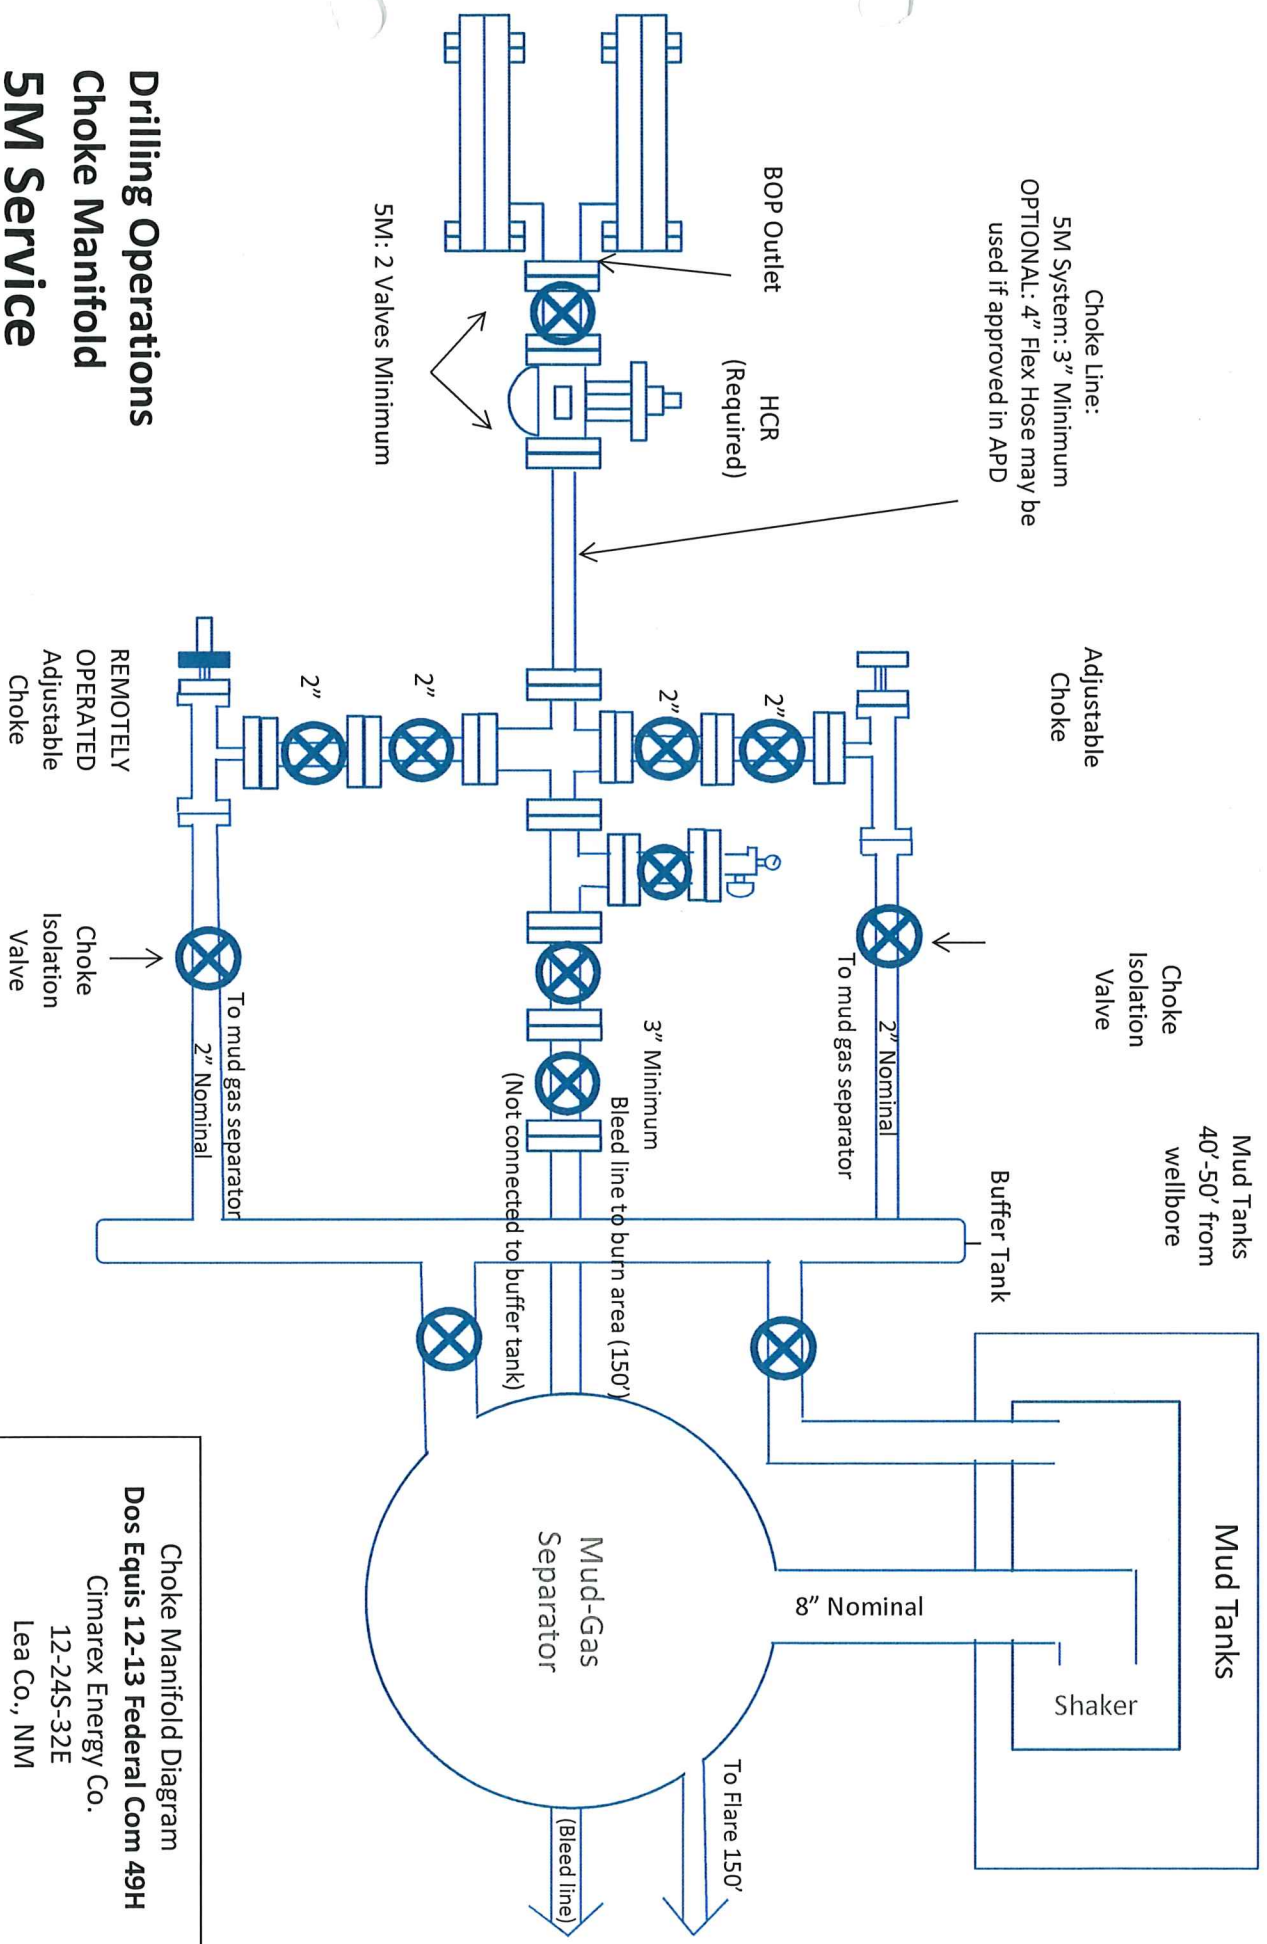 Drilling Operations
Choke Manifold
5M Service
Choke Line:
5M System: 3” Minimum
OPTIONAL: 4” Flex Hose may be
used if approved in APD
BOP Outlet
HCR
(Required)
5M: 2 Valves Minimum
Adjustable
Choke
2”
2”
2”
2”
REMOTELY
OPERATED
Adjustable
Choke
Choke
Isolation
Valve
2” Nominal
To mud gas separator
3” Minimum
Bleed line to burn area (150’)
(Not connected to buffer tank)
To mud gas separator
2” Nominal
Choke
Isolation
Valve
Mud Tanks
40’-50’ from
wellbore
Buffer Tank
Mud Tanks
Shaker
8” Nominal
Mud-Gas
Separator
To Flare 150’
(Bleed line)
Choke Manifold Diagram
Dos Equis 12-13 Federal Com 49H
Cimarex Energy Co.
12-24S-32E
Lea Co., NM